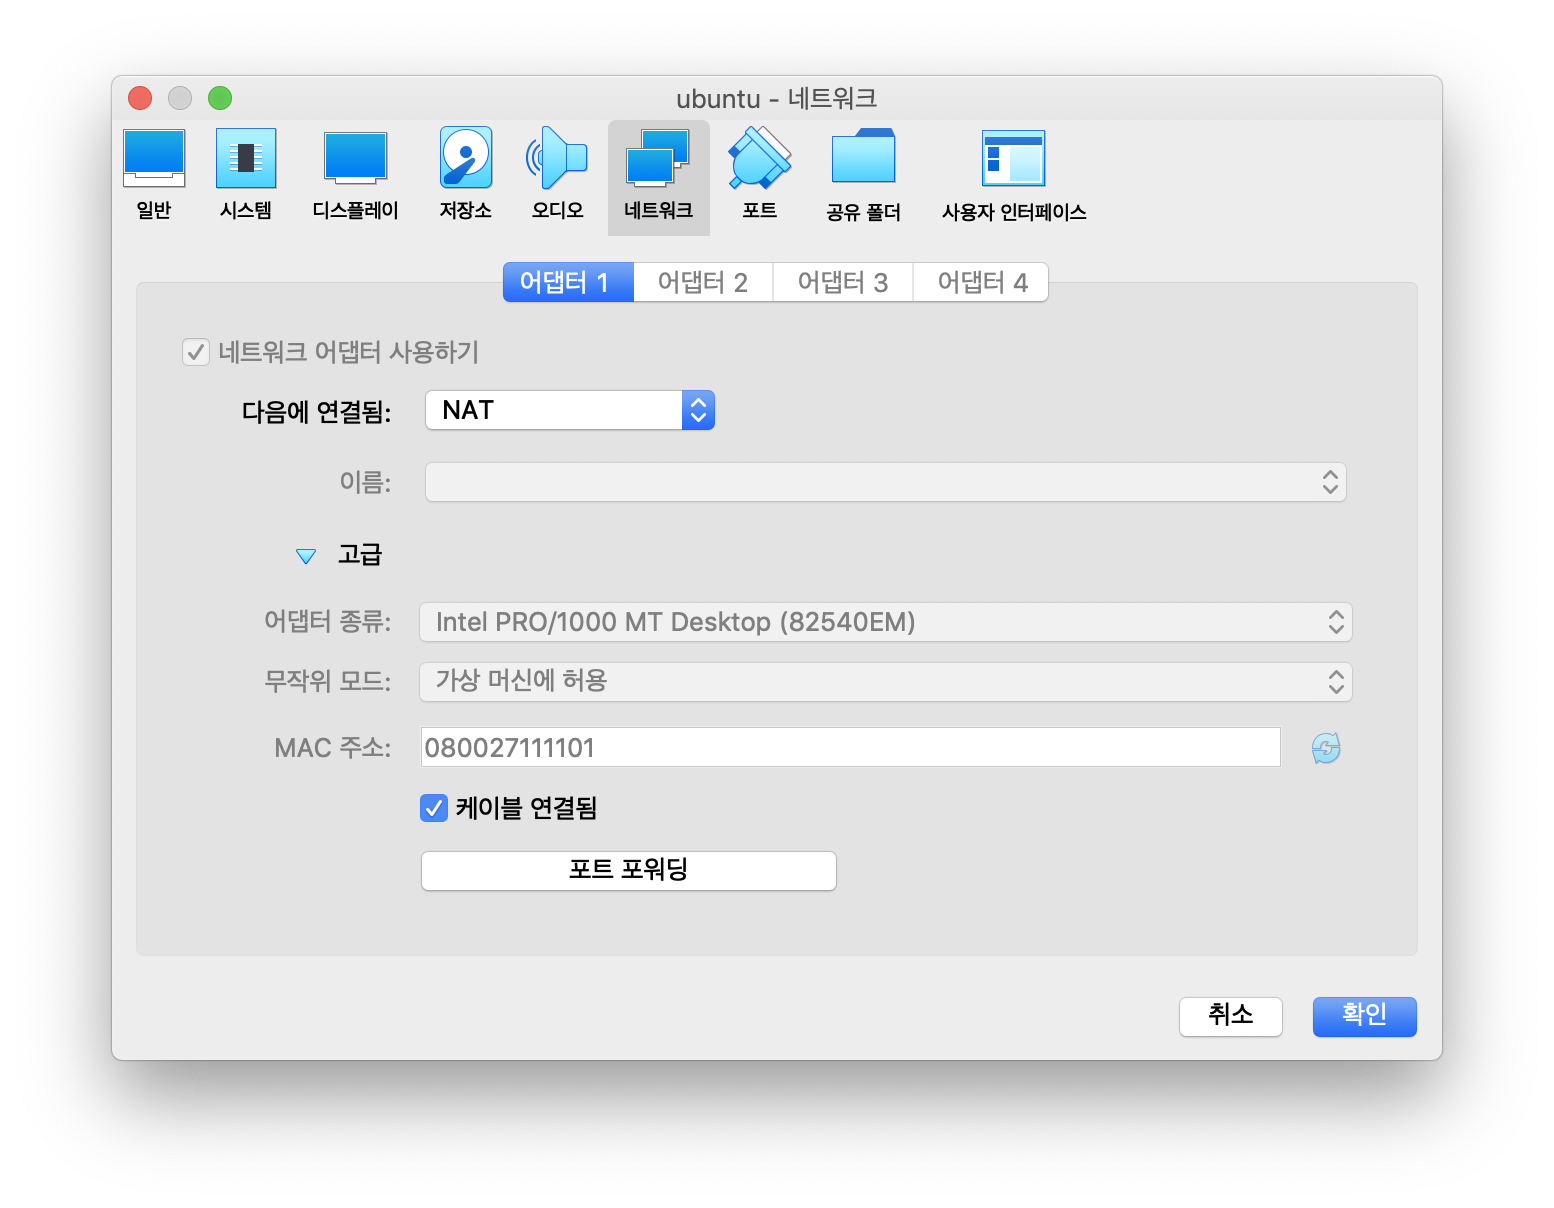 ubuntu - 네트워크
일반 시스템 디스플레이 저장소 오디오 네트워크 포트 공유 폴더 사용자 인터페이스
어댑터 1 어댑터 2 어댑터 3 어댑터 4
네트워크 어댑터 사용하기
다음에 연결됨: NAT
이름:
고급
어댑터 종류: Intel PRO/1000 MT Desktop (82540EM)
무작위 모드: 가상 머신에 허용
MAC 주소: 080027111101
케이블 연결됨
포트 포워딩
취소 확인